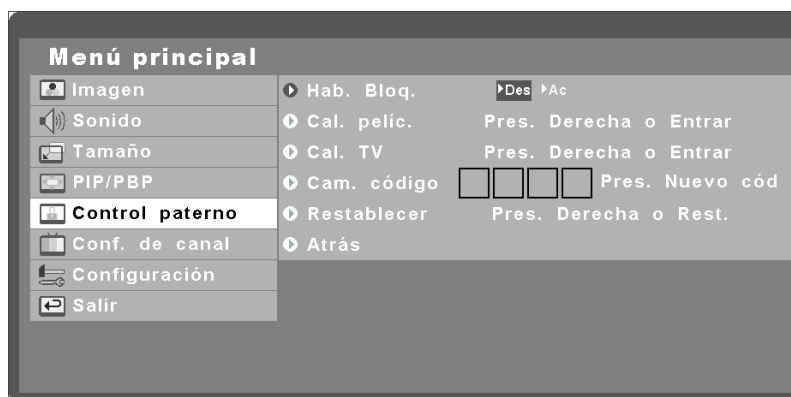 Menú principal
Imagen
Sonido
Tamaño
PIP/PBP
Control paterno
Conf. de canal
Configuración
Salir
Hab. Bloq. Des Ac
Cal. pelíc. Pres. Derecha o Entrar
Cal. TV Pres. Derecha o Entrar
Cam. código Pres. Nuevo cód
Restablecer Pres. Derecha o Rest.
Atrás